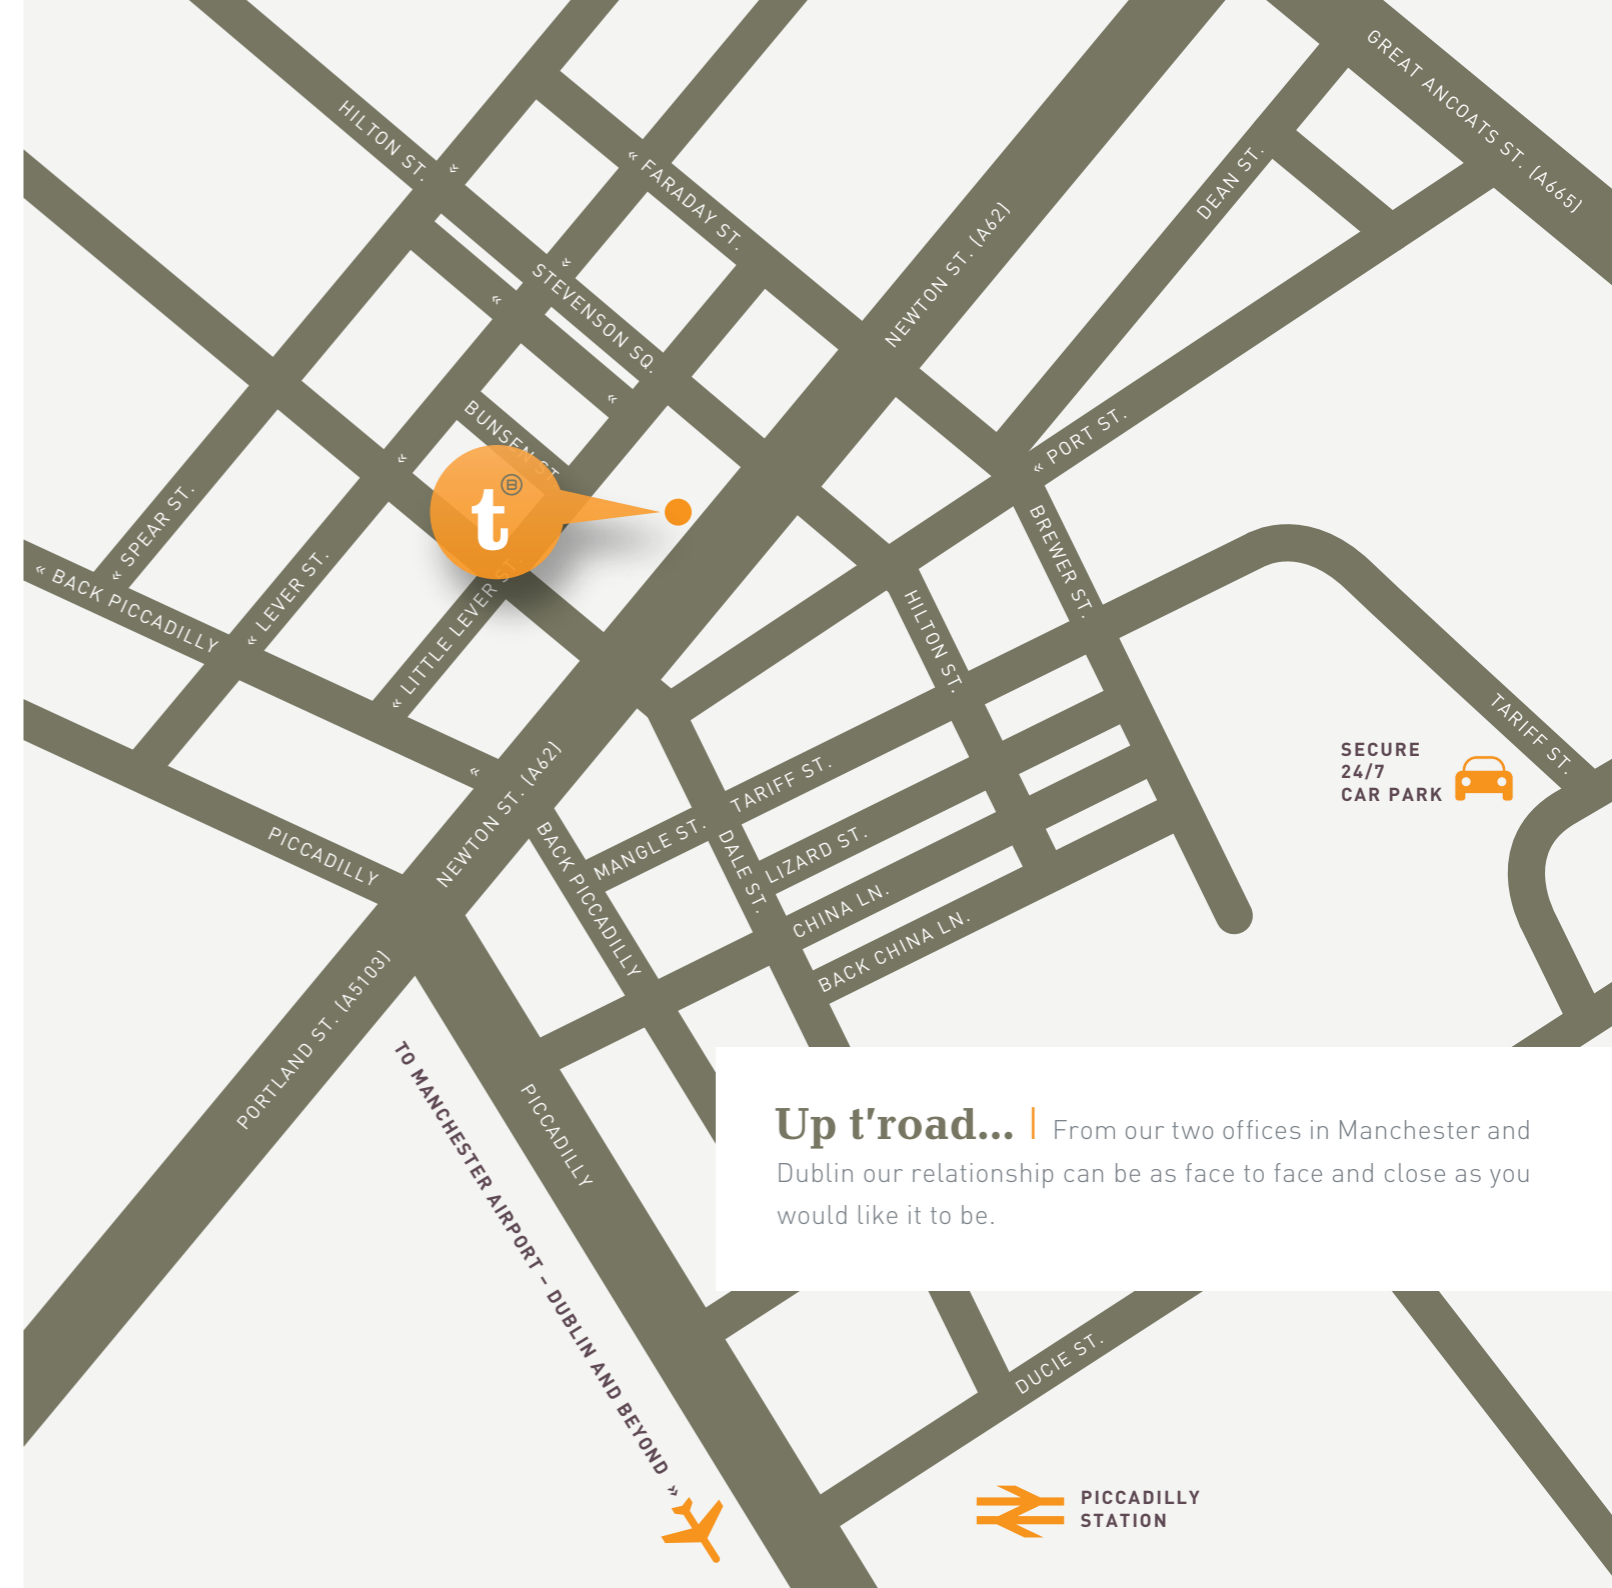 GREAT ANCOATS ST. (A665)
HILTON ST.
«
« FARADAY ST.
DEAN ST.
NEWTON ST. (A62)
«
STEVENSON SQ.
«
«
BUNSEN ST.
« PORT ST.
«
t
B
« SPEAR ST.
BREWER ST.
« BACK PICCADILLY
« LEVER ST.
« LITTLE LEVER ST.
HILTON ST.
TARIFF ST.
SECURE
24/7
CAR PARK
«
NEWTON ST. (A62)
TARIFF ST.
PICCADILLY
BACK PICCADILLY
MANGLE ST.
DALE ST.
LIZARD ST.
CHINA LN.
BACK CHINA LN.
PORTLAND ST. (A5103)
TO MANCHESTER AIRPORT – DUBLIN AND BEYOND »
PICCADILLY
Up t'road... | From our two offices in Manchester and
Dublin our relationship can be as face to face and close as you
would like it to be.
DUCIE ST.
PICCADILLY
STATION